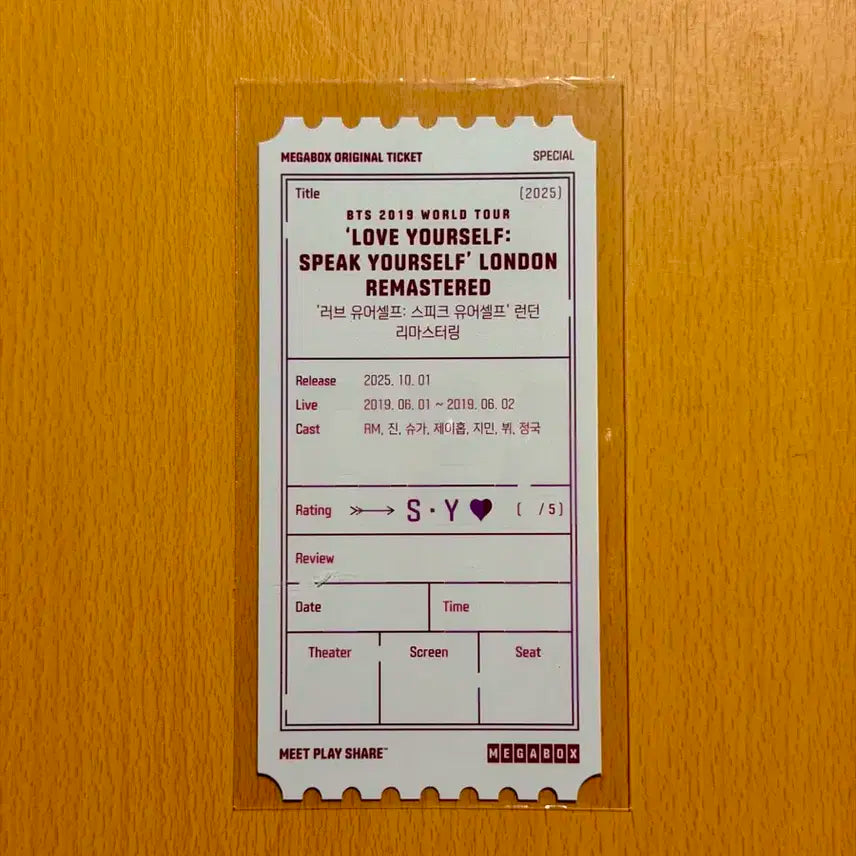 MEGABOX ORIGINAL TICKET SPECIAL
Title (2025)
BTS 2019 WORLD TOUR
'LOVE YOURSELF:
SPEAK YOURSELF' LONDON
REMASTERED
'러브 유어셀프: 스피크 유어셀프' 런던
리마스터링
Release 2025. 10. 01
Live 2019. 06. 01 ~ 2019. 06. 02
Cast RM, 진, 슈가, 제이홉, 지민, 뷔, 정국
Rating S · Y ♥ ( / 5)
Review
Date Time
Theater Screen Seat
MEET PLAY SHARE™ MEGABOX